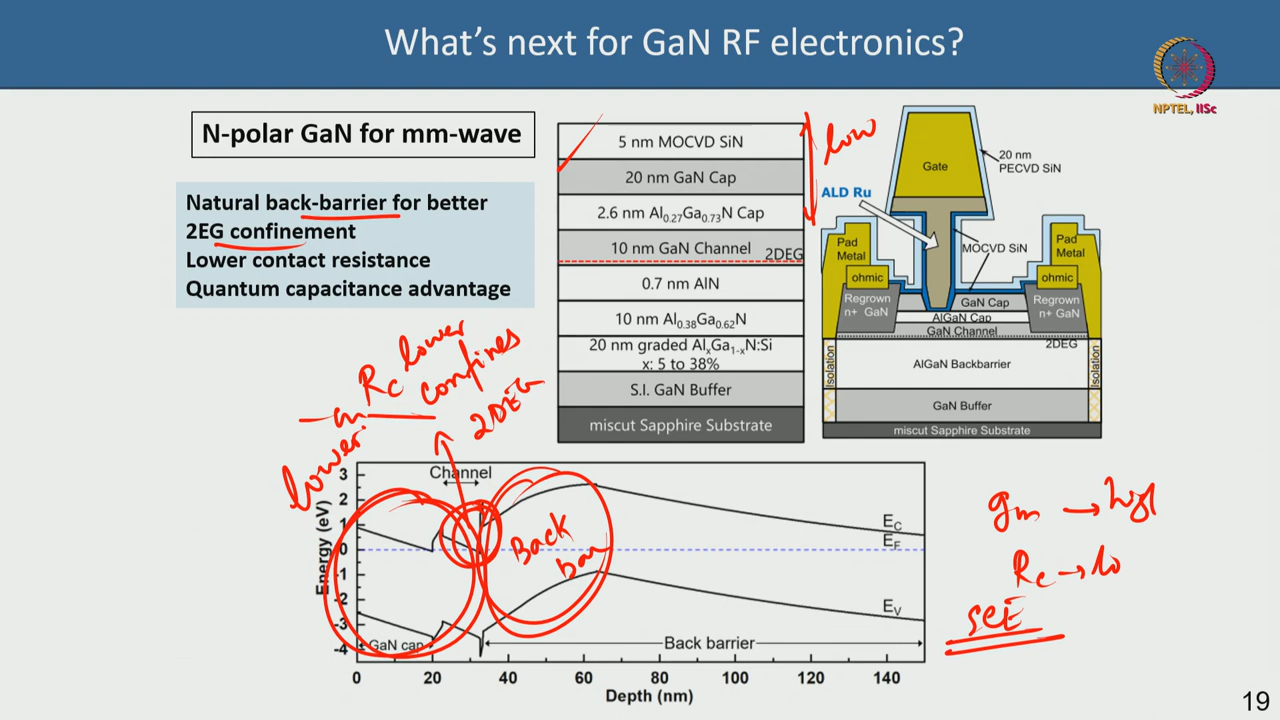 What's next for GaN RF electronics?
NPTEL, IISc
N-polar GaN for mm-wave
Natural back-barrier for better
2EG confinement
Lower contact resistance
Quantum capacitance advantage
5 nm MOCVD SiN
20 nm GaN Cap
2.6 nm Al0.27Ga0.73N Cap
10 nm GaN Channel
2DEG
0.7 nm AlN
10 nm Al0.38Ga0.62N
20 nm graded AlxGa1-xN:Si
x: 5 to 38%
S.I. GaN Buffer
miscut Sapphire Substrate
low
Gate
20 nm
PECVD SiN
ALD Ru
MOCVD SiN
Pad
Metal
Pad
Metal
ohmic
ohmic
Regrown
n+ GaN
Regrown
n+ GaN
GaN Cap
AlGaN Cap
GaN Channel
2DEG
AlGaN Backbarrier
Isolation
Isolation
GaN Buffer
miscut Sapphire Substrate
Rc lower
confines
2DEG
lower
Channel
Energy (eV)
3
2
1
0
-1
-2
-3
-4
EC
EF
EV
Back
bar
GaN cap
Back barrier
0
20
40
60
80
100
120
140
Depth (nm)
gm → high
Rc → lo
SCE
19